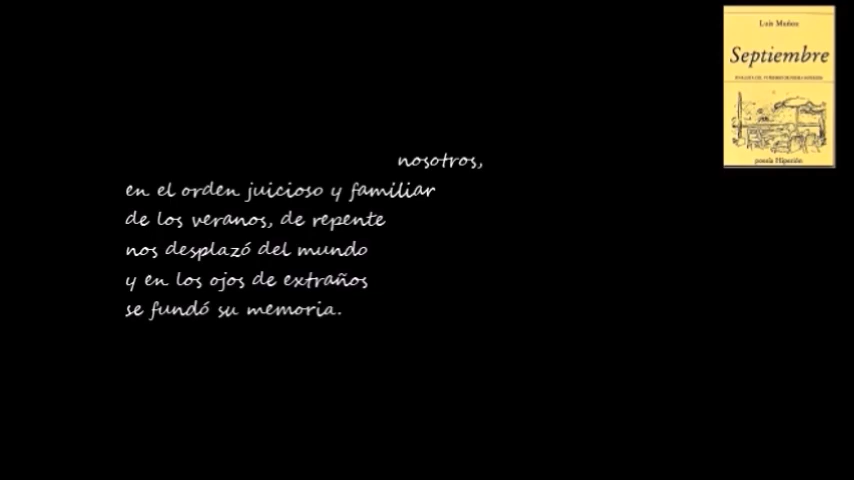 nosotros,
en el orden juicioso y familiar
de los veranos, de repente
nos desplazó del mundo
y en los ojos de extraños
se fundó su memoria.
Luis Muñoz
Septiembre
poesía Hiperión